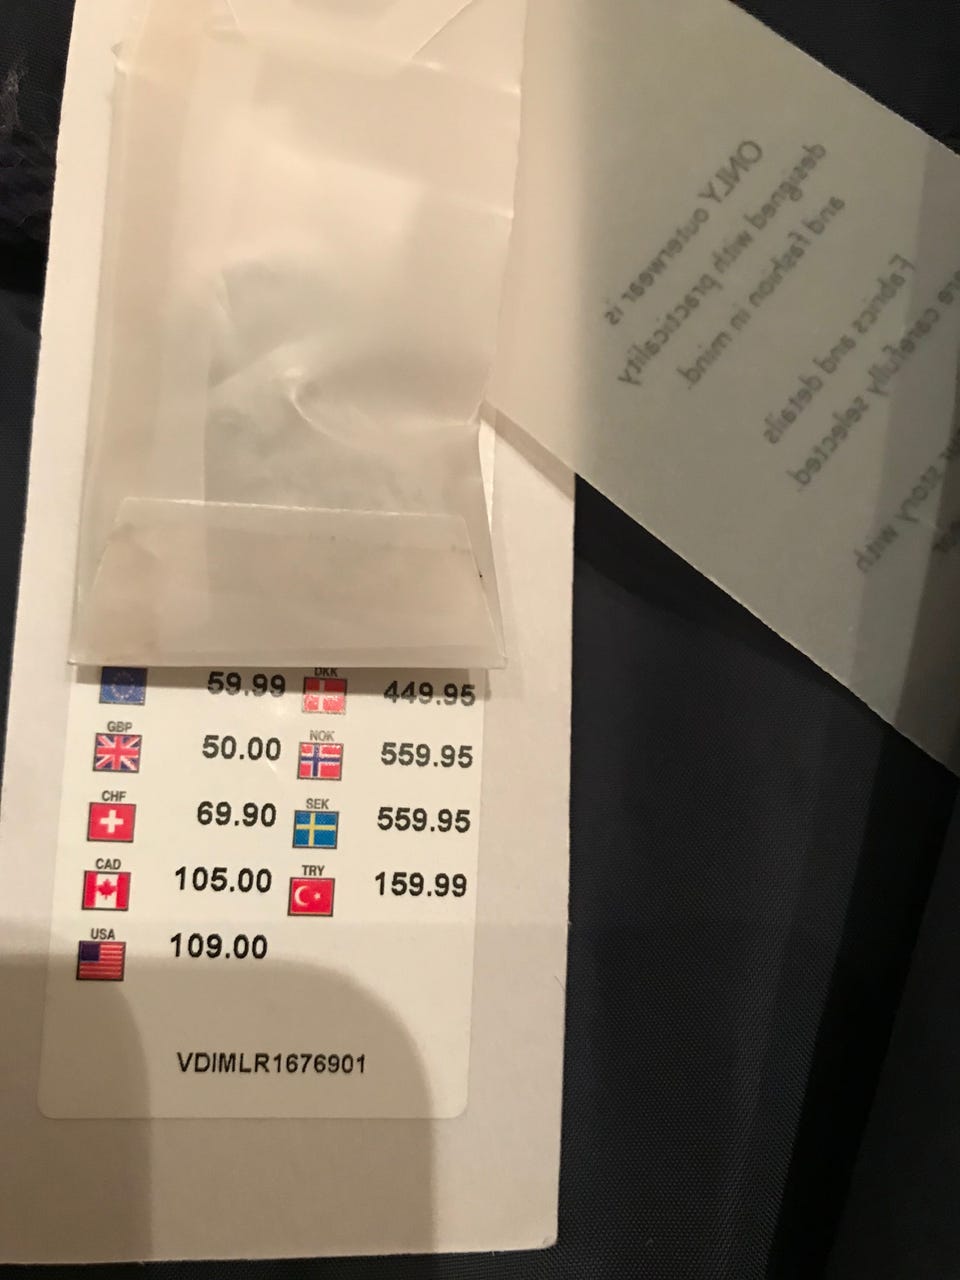 ONLY outerwear is
designed with practicality
and fashion in mind.
Fabrics and details
are carefully selected
story with
59.99 DKK 449.95
GBP 50.00 NOK 559.95
CHF 69.90 SEK 559.95
CAD 105.00 TRY 159.99
USA 109.00
VDIMLR1676901